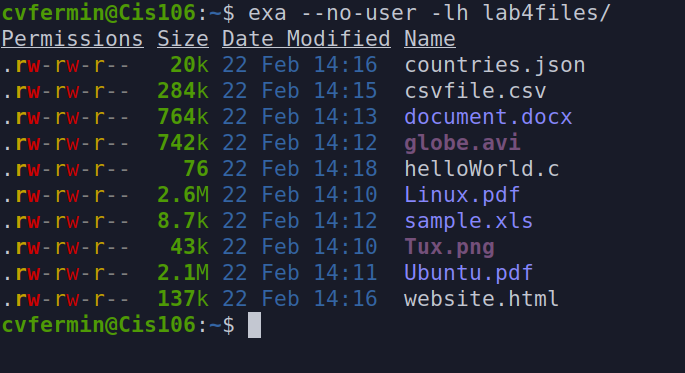 cvfermin@Cis106:~$ exa --no-user -lh lab4files/
Permissions Size Date Modified Name
.rw-rw-r-- 20k 22 Feb 14:16 countries.json
.rw-rw-r-- 284k 22 Feb 14:15 csvfile.csv
.rw-rw-r-- 764k 22 Feb 14:13 document.docx
.rw-rw-r-- 742k 22 Feb 14:12 globe.avi
.rw-rw-r-- 76 22 Feb 14:18 helloWorld.c
.rw-rw-r-- 2.6M 22 Feb 14:10 Linux.pdf
.rw-rw-r-- 8.7k 22 Feb 14:12 sample.xls
.rw-rw-r-- 43k 22 Feb 14:10 Tux.png
.rw-rw-r-- 2.1M 22 Feb 14:11 Ubuntu.pdf
.rw-rw-r-- 137k 22 Feb 14:16 website.html
cvfermin@Cis106:~$